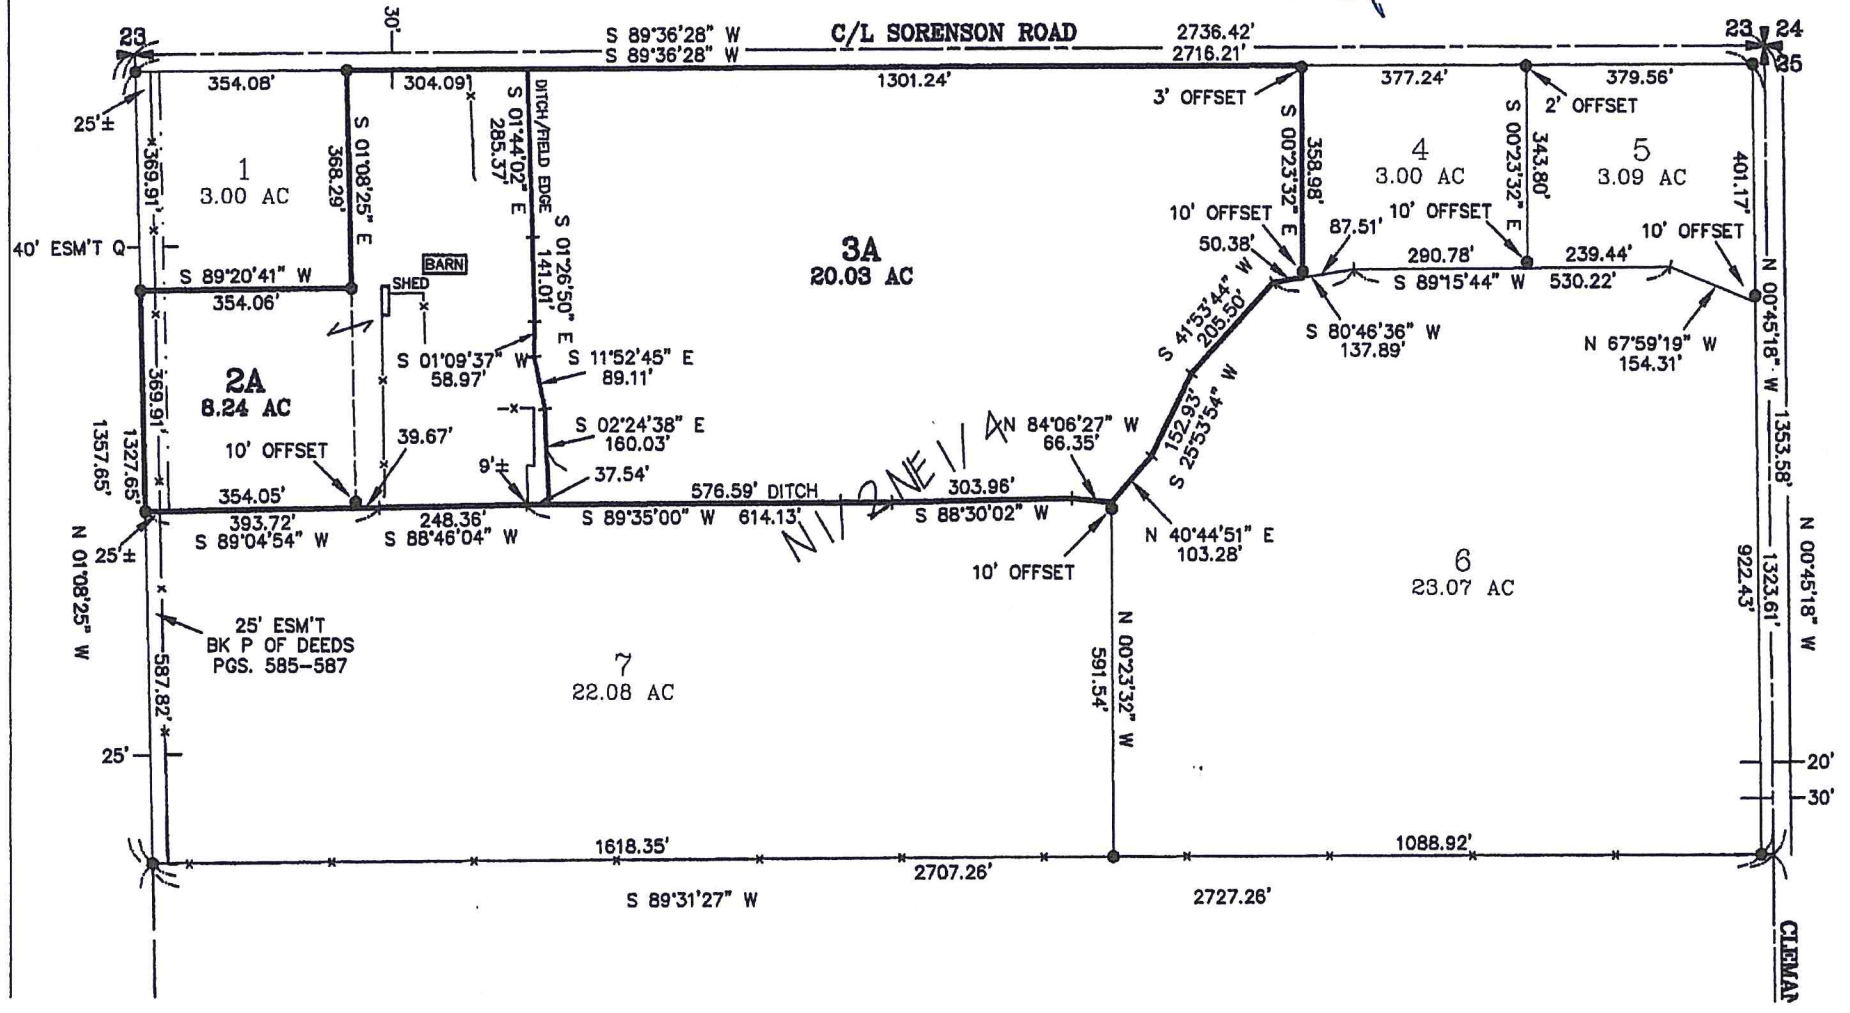 30'
23
S 89°36'28" W
C/L SORENSON ROAD
2736.42'
23 24
S 89°36'28" W
2716.21'
25
354.08'
304.09'
1301.24'
377.24'
379.56'
3' OFFSET
2' OFFSET
25'±
369.91'
1
3.00 AC
S 01°08'25" E
368.29'
S 01°44'02" E
285.37'
DITCH/FIELD EDGE
S 00°23'32" E
358.98'
4
3.00 AC
S 00°23'32" E
343.80'
5
3.09 AC
401.17'
40' ESM'T
S 89°20'41" W
354.06'
BARN
SHED
S 01°26'50" E
141.01'
3A
20.03 AC
10' OFFSET
50.38'
87.51'
10' OFFSET
10' OFFSET
290.78'
239.44'
S 89°15'44" W
530.22'
S 41°53'44" W
205.50'
S 80°46'36" W
137.89'
N 67°59'19" W
154.31'
N 00°45'18" W
1353.58'
369.91'
2A
8.24 AC
S 01°09'37" W
58.97'
S 11°52'45" E
89.11'
S 02°24'38" E
160.03'
1357.65'
1327.65'
10' OFFSET
39.67'
9'±
37.54'
N 1/2 NE 1/4
N 84°06'27" W
66.35'
152.93'
S 25°53'54" W
354.05'
576.59' DITCH
303.96'
393.72'
248.36'
S 89°35'00" W
614.13'
S 88°30'02" W
S 89°04'54" W
S 88°46'04" W
N 40°44'51" E
103.28'
25'±
10' OFFSET
N 01°08'25" W
25' ESM'T
BK P OF DEEDS
PGS. 585-587
587.82'
7
22.08 AC
N 00°23'32" W
591.54'
6
23.07 AC
922.43'
1323.61'
N 00°45'18" W
25'
20'
30'
1618.35'
1088.92'
2707.26'
S 89°31'27" W
2727.26'
CLEMAN